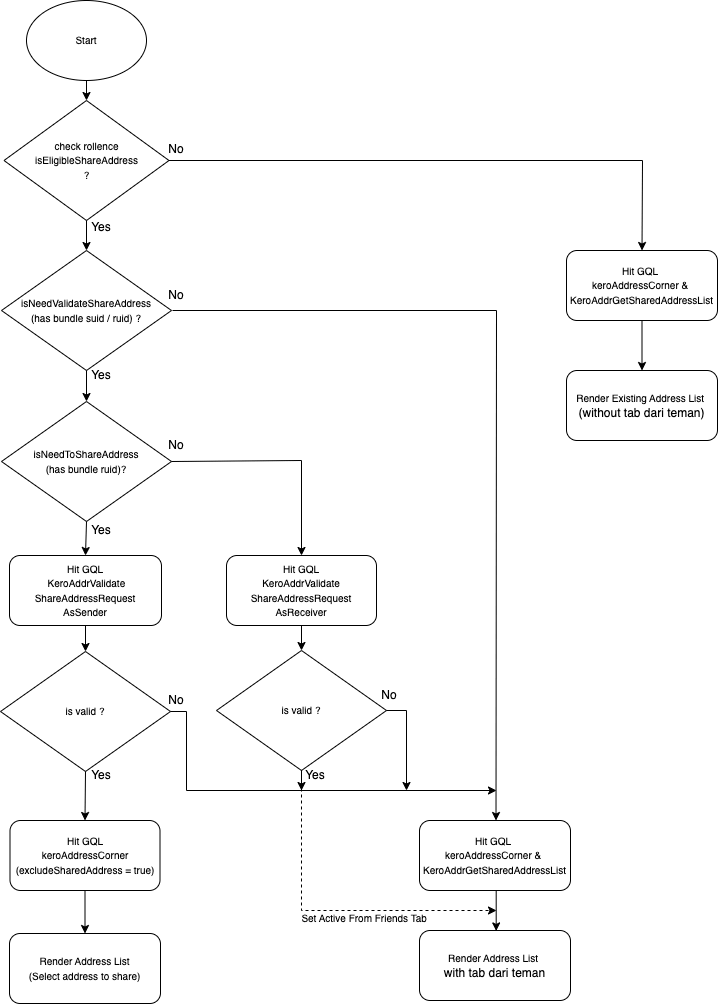 Start
check rollence
isEligibleShareAddress
?
No
Yes
Hit GQL
keroAddressCorner &
KeroAddrGetSharedAddressList
isNeedValidateShareAddress
(has bundle suid / ruid) ?
No
Yes
Render Existing Address List
(without tab dari teman)
isNeedToShareAddress
(has bundle ruid)?
No
Yes
Hit GQL
KeroAddrValidate
ShareAddressRequest
AsSender
Hit GQL
KeroAddrValidate
ShareAddressRequest
AsReceiver
is valid ?
No
Yes
is valid ?
No
Yes
Hit GQL
keroAddressCorner
(excludeSharedAddress = true)
Hit GQL
keroAddressCorner &
KeroAddrGetSharedAddressList
Set Active From Friends Tab
Render Address List
(Select address to share)
Render Address List
with tab dari teman